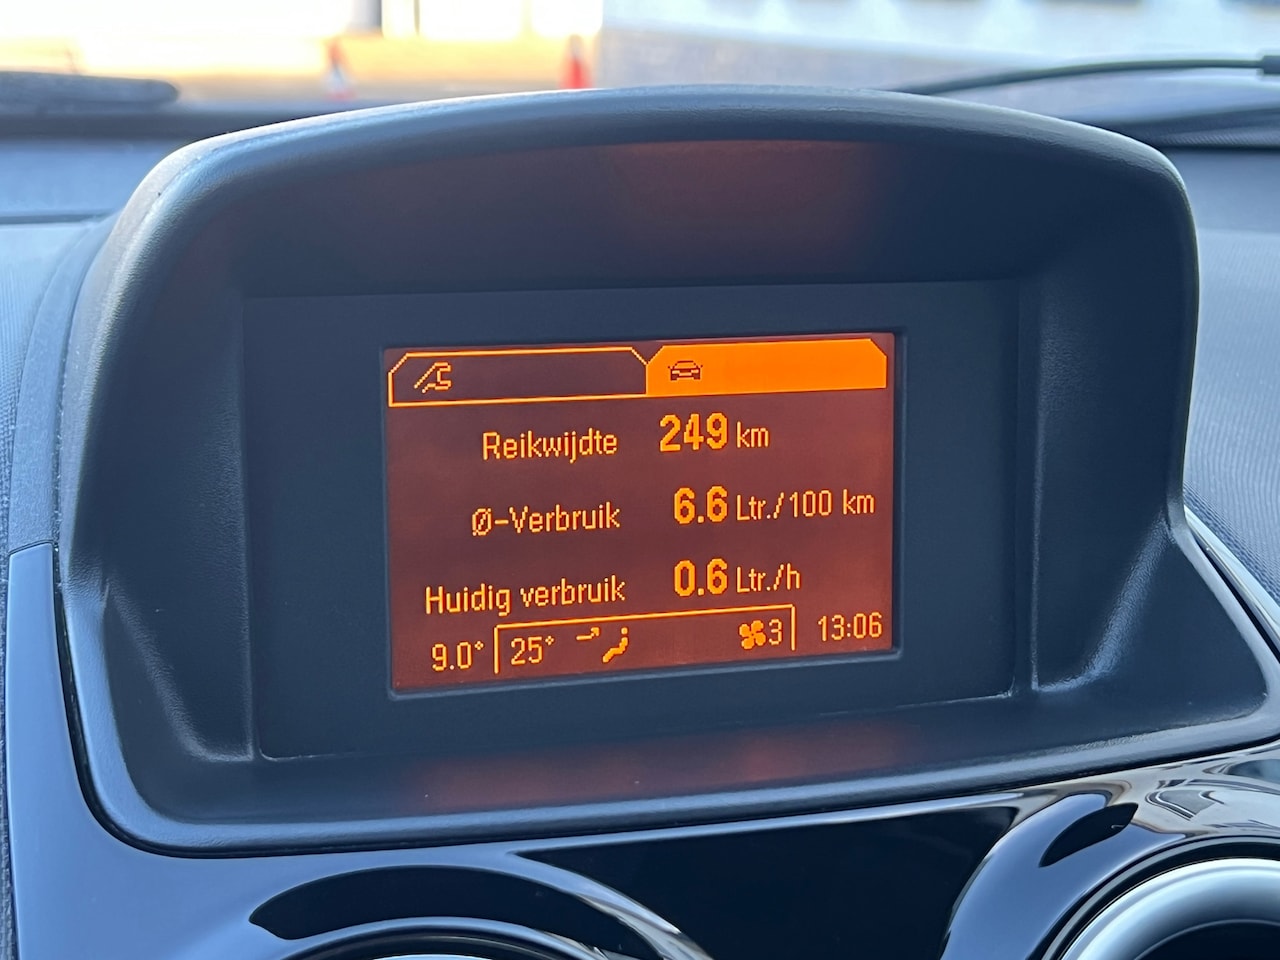 Reikwijdte 249 km
Ø-Verbruik 6.6 Ltr./100 km
Huidig verbruik 0.6 Ltr./h
9.0° 25° 3 13:06